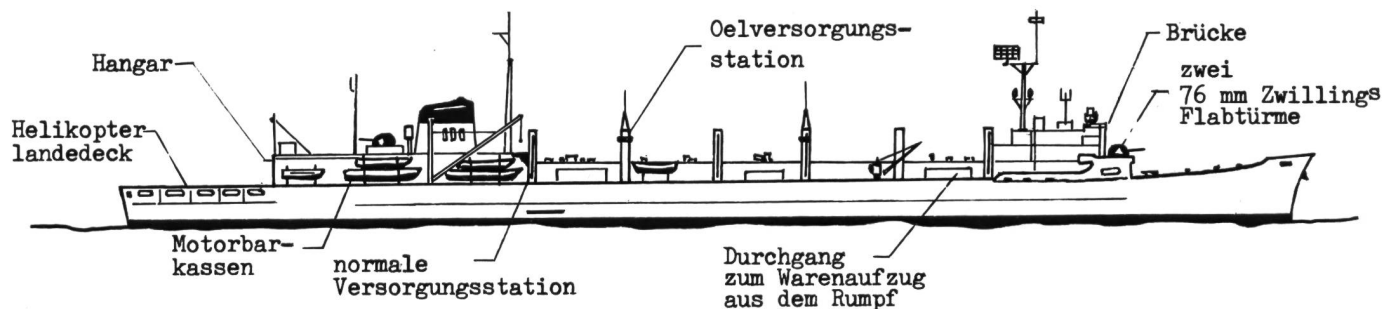 Oelversorgungs-
station
Brücke
Hangar
zwei
76 mm Zwillings
Flabtürme
Helikopter
landedeck
Motorbar-
kassen
normale
Versorgungsstation
Durchgang
zum Warenaufzug
aus dem Rumpf